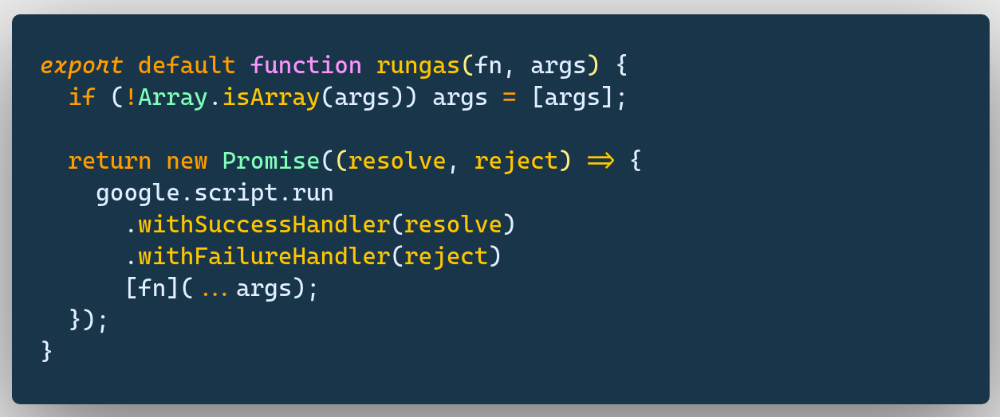 export default function rungas(fn, args) {
  if (!Array.isArray(args)) args = [args];

  return new Promise((resolve, reject) => {
    google.script.run
      .withSuccessHandler(resolve)
      .withFailureHandler(reject)
      [fn](...args);
  });
}